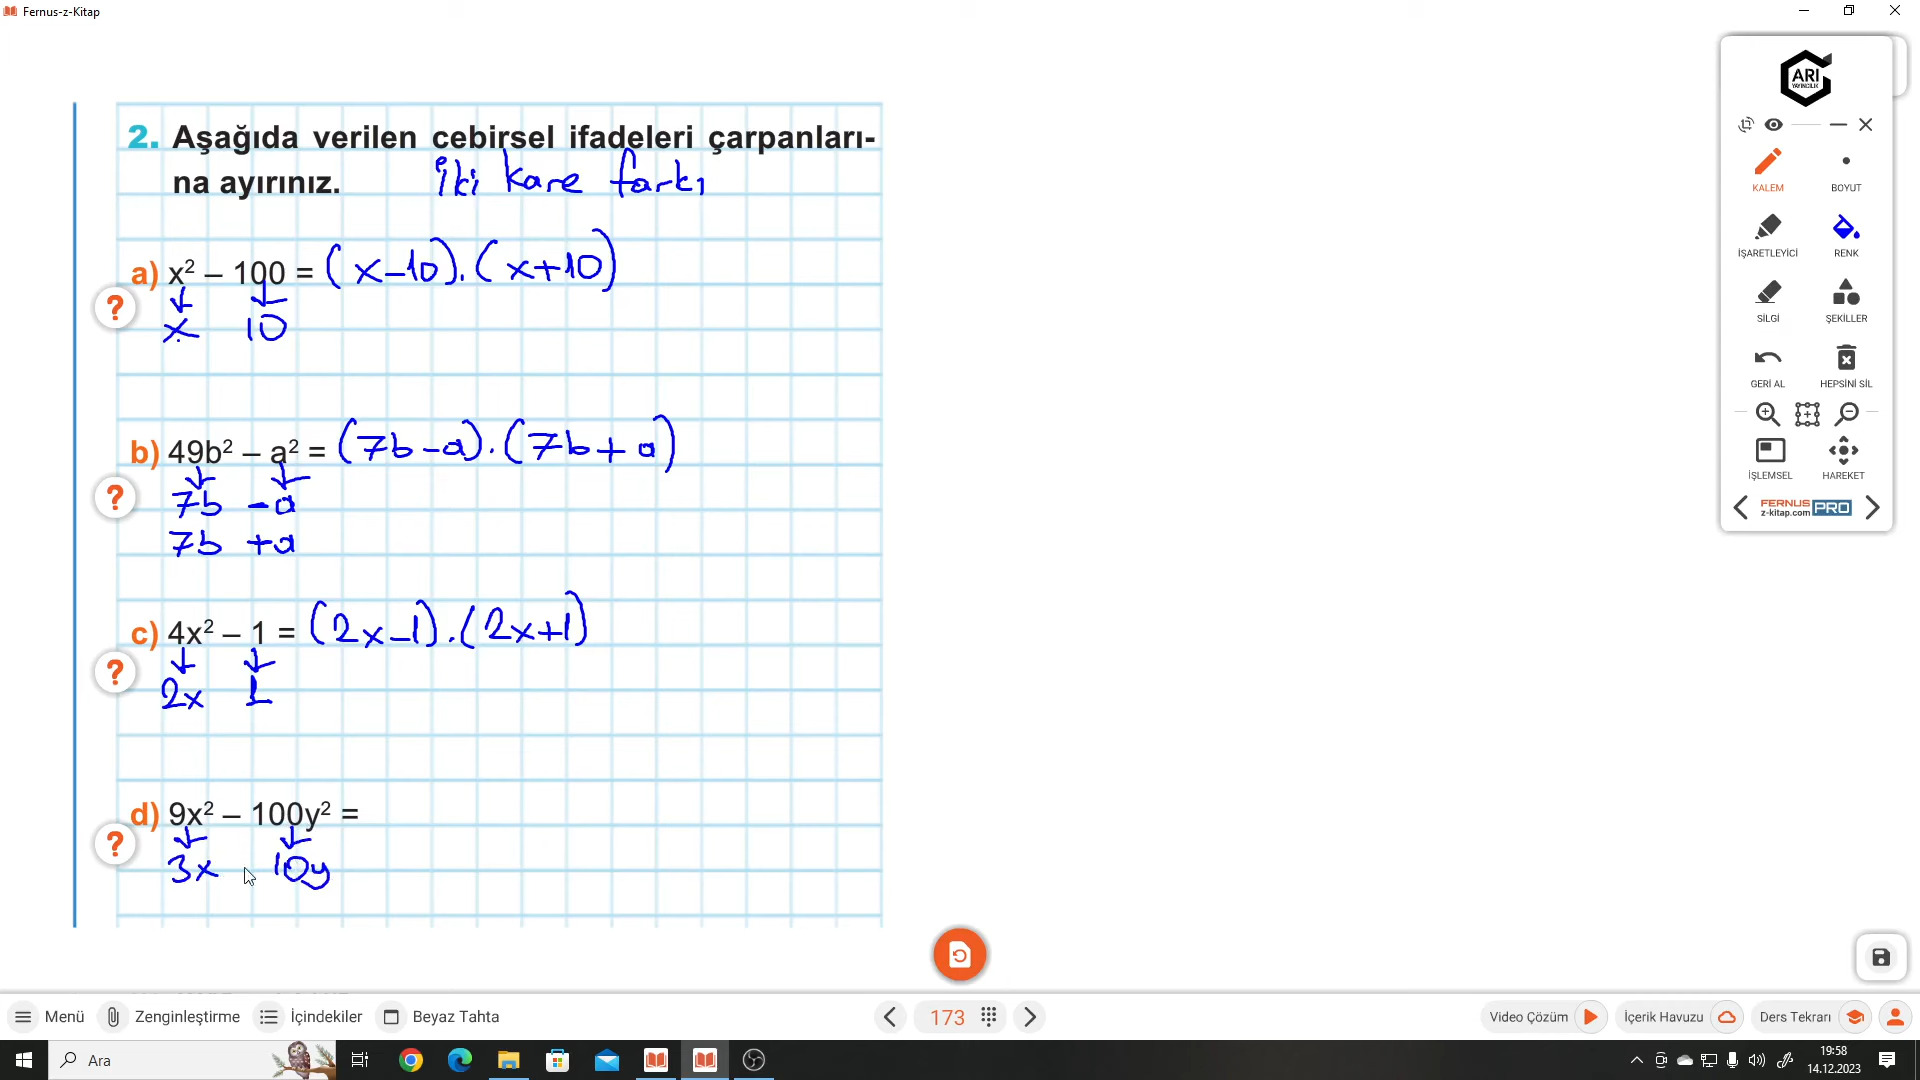 Fernus-z-Kitap
2. Aşağıda verilen cebirsel ifadeleri çarpanları-
na ayırınız. iki kare farkı
a) x² – 100 = (x–10).(x+10)
x 10
b) 49b² – a² = (7b–a).(7b+a)
7b –a
7b +a
c) 4x² – 1 = (2x–1).(2x+1)
2x 1
d) 9x² – 100y² =
3x 10y
?
?
?
?
ARI
YAYINCILIK
KALEM
BOYUT
İŞARETLEYİCİ
RENK
SİLGİ
ŞEKİLLER
GERİ AL
HEPSİNİ SİL
İŞLEMSEL
HAREKET
FERNUS
z-kitap.com PRO
Menü
Zenginleştirme
İçindekiler
Beyaz Tahta
173
Video Çözüm
İçerik Havuzu
Ders Tekrarı
Ara
19:58
14.12.2023